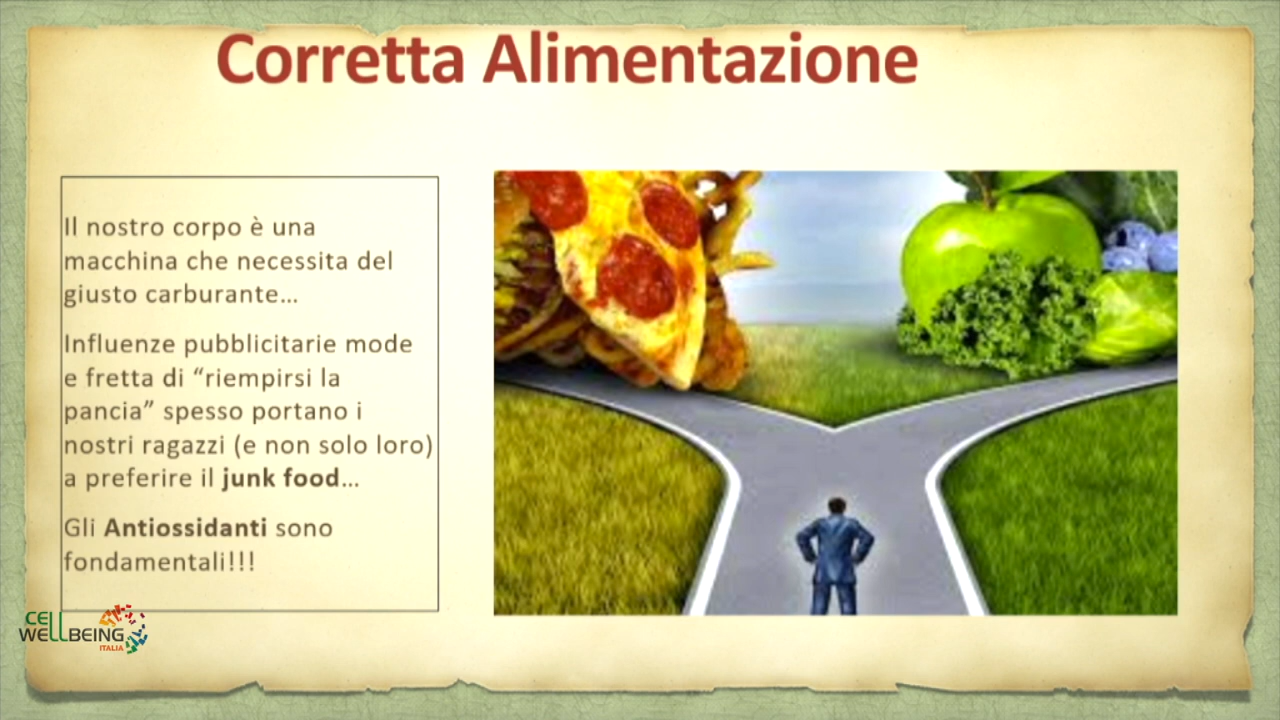 Corretta Alimentazione
Il nostro corpo è una
macchina che necessita del
giusto carburante...
Influenze pubblicitarie mode
e fretta di “riempirsi la
pancia” spesso portano i
nostri ragazzi (e non solo loro)
a preferire il junk food...
Gli Antiossidanti sono
fondamentali!!!
CELL
WELLBEING
ITALIA